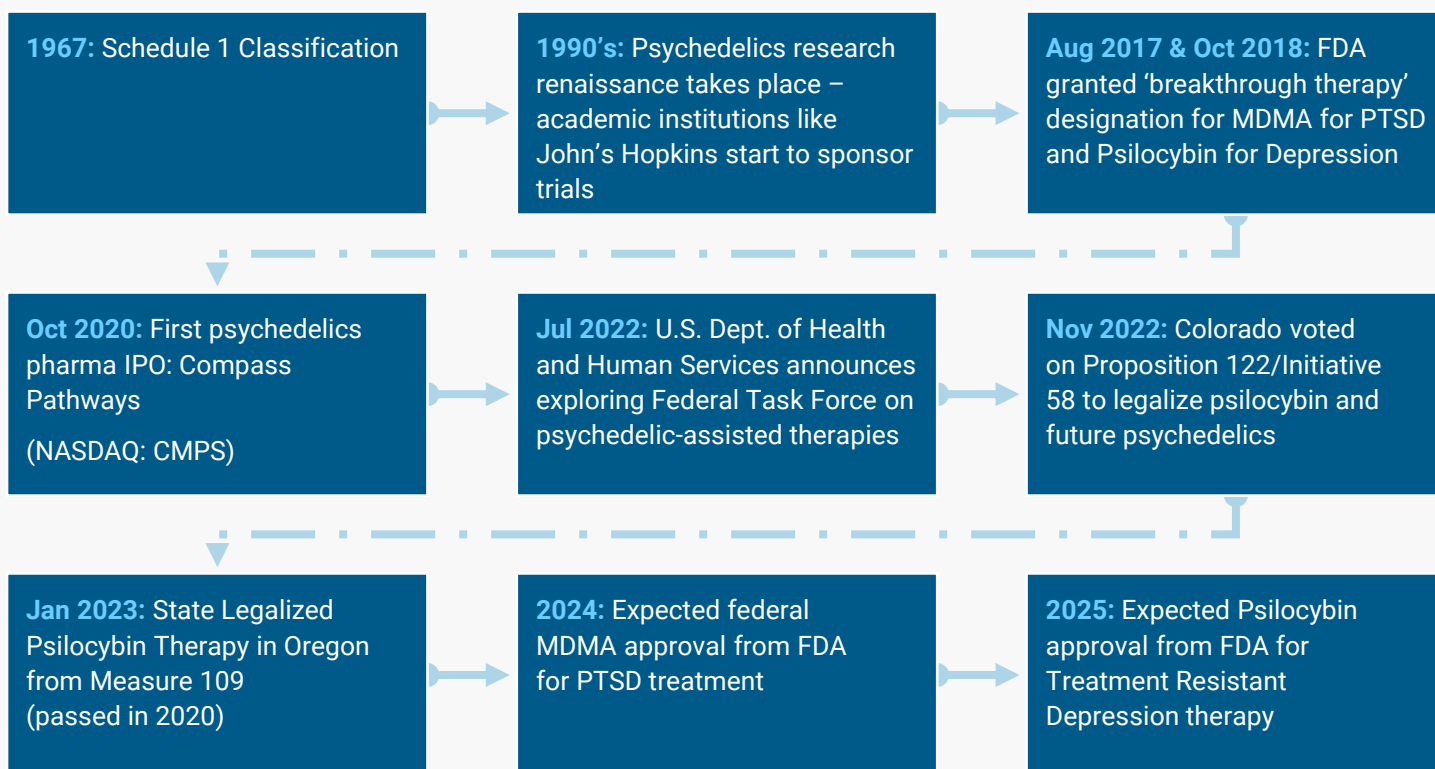 1967: Schedule 1 Classification
1990's: Psychedelics research
renaissance takes place –
academic institutions like
John's Hopkins start to sponsor
trials
Aug 2017 & Oct 2018: FDA
granted 'breakthrough therapy'
designation for MDMA for PTSD
and Psilocybin for Depression
Oct 2020: First psychedelics
pharma IPO: Compass
Pathways
(NASDAQ: CMPS)
Jul 2022: U.S. Dept. of Health
and Human Services announces
exploring Federal Task Force on
psychedelic-assisted therapies
Nov 2022: Colorado voted
on Proposition 122/Initiative
58 to legalize psilocybin and
future psychedelics
Jan 2023: State Legalized
Psilocybin Therapy in Oregon
from Measure 109
(passed in 2020)
2024: Expected federal
MDMA approval from FDA
for PTSD treatment
2025: Expected Psilocybin
approval from FDA for
Treatment Resistant
Depression therapy